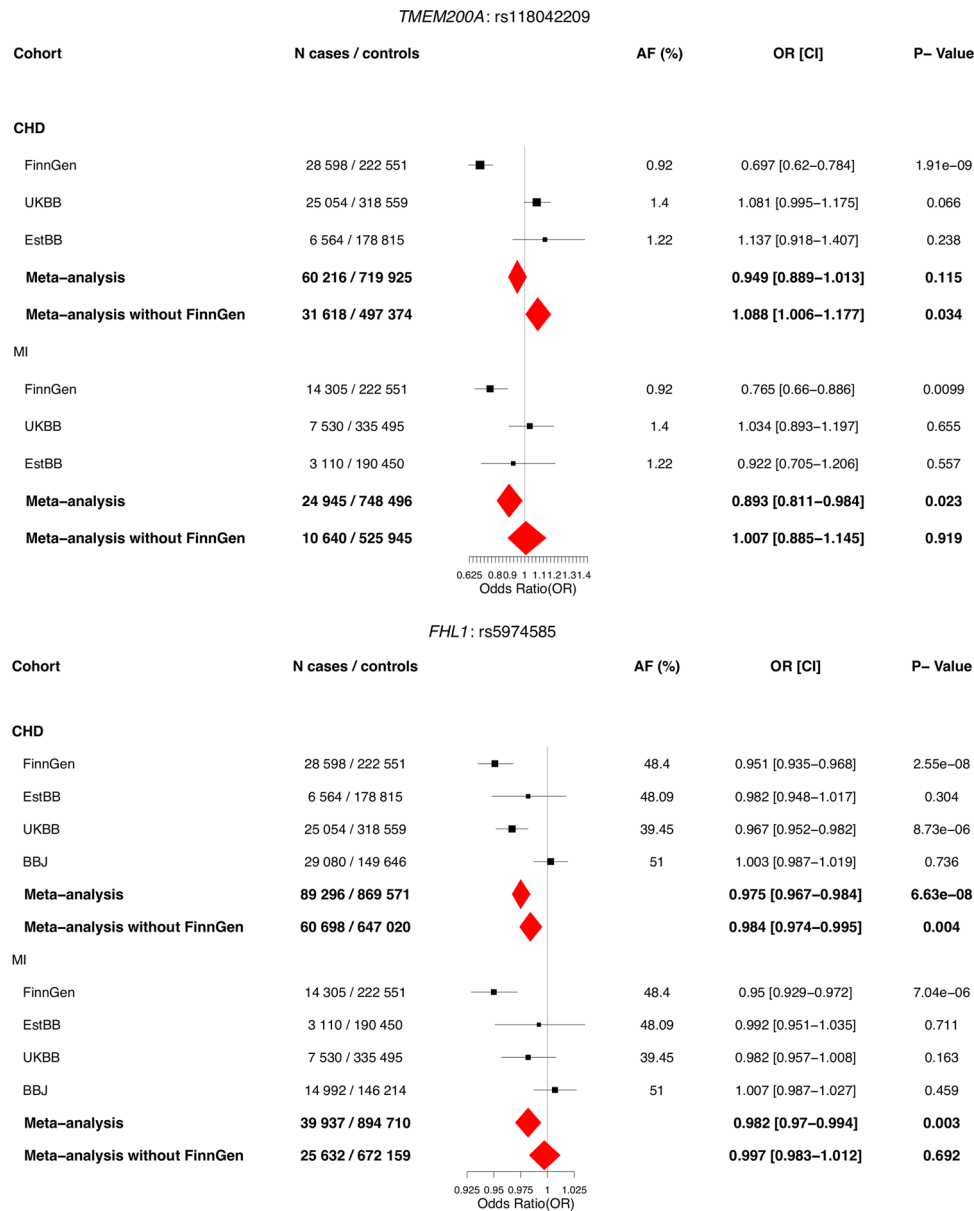 TMEM200A: rs118042209
Cohort N cases / controls AF (%) OR [CI] P− Value
CHD
FinnGen 28 598 / 222 551 0.92 0.697 [0.62−0.784] 1.91e−09
UKBB 25 054 / 318 559 1.4 1.081 [0.995−1.175] 0.066
EstBB 6 564 / 178 815 1.22 1.137 [0.918−1.407] 0.238
Meta−analysis 60 216 / 719 925 0.949 [0.889−1.013] 0.115
Meta−analysis without FinnGen 31 618 / 497 374 1.088 [1.006−1.177] 0.034
MI
FinnGen 14 305 / 222 551 0.92 0.765 [0.66−0.886] 0.0099
UKBB 7 530 / 335 495 1.4 1.034 [0.893−1.197] 0.655
EstBB 3 110 / 190 450 1.22 0.922 [0.705−1.206] 0.557
Meta−analysis 24 945 / 748 496 0.893 [0.811−0.984] 0.023
Meta−analysis without FinnGen 10 640 / 525 945 1.007 [0.885−1.145] 0.919
0.625 0.80.9 1 1.11.21.31.4
Odds Ratio(OR)
FHL1: rs5974585
Cohort N cases / controls AF (%) OR [CI] P− Value
CHD
FinnGen 28 598 / 222 551 48.4 0.951 [0.935−0.968] 2.55e−08
EstBB 6 564 / 178 815 48.09 0.982 [0.948−1.017] 0.304
UKBB 25 054 / 318 559 39.45 0.967 [0.952−0.982] 8.73e−06
BBJ 29 080 / 149 646 51 1.003 [0.987−1.019] 0.736
Meta−analysis 89 296 / 869 571 0.975 [0.967−0.984] 6.63e−08
Meta−analysis without FinnGen 60 698 / 647 020 0.984 [0.974−0.995] 0.004
MI
FinnGen 14 305 / 222 551 48.4 0.95 [0.929−0.972] 7.04e−06
EstBB 3 110 / 190 450 48.09 0.992 [0.951−1.035] 0.711
UKBB 7 530 / 335 495 39.45 0.982 [0.957−1.008] 0.163
BBJ 14 992 / 146 214 51 1.007 [0.987−1.027] 0.459
Meta−analysis 39 937 / 894 710 0.982 [0.97−0.994] 0.003
Meta−analysis without FinnGen 25 632 / 672 159 0.997 [0.983−1.012] 0.692
0.925 0.95 0.975 1 1.025
Odds Ratio(OR)